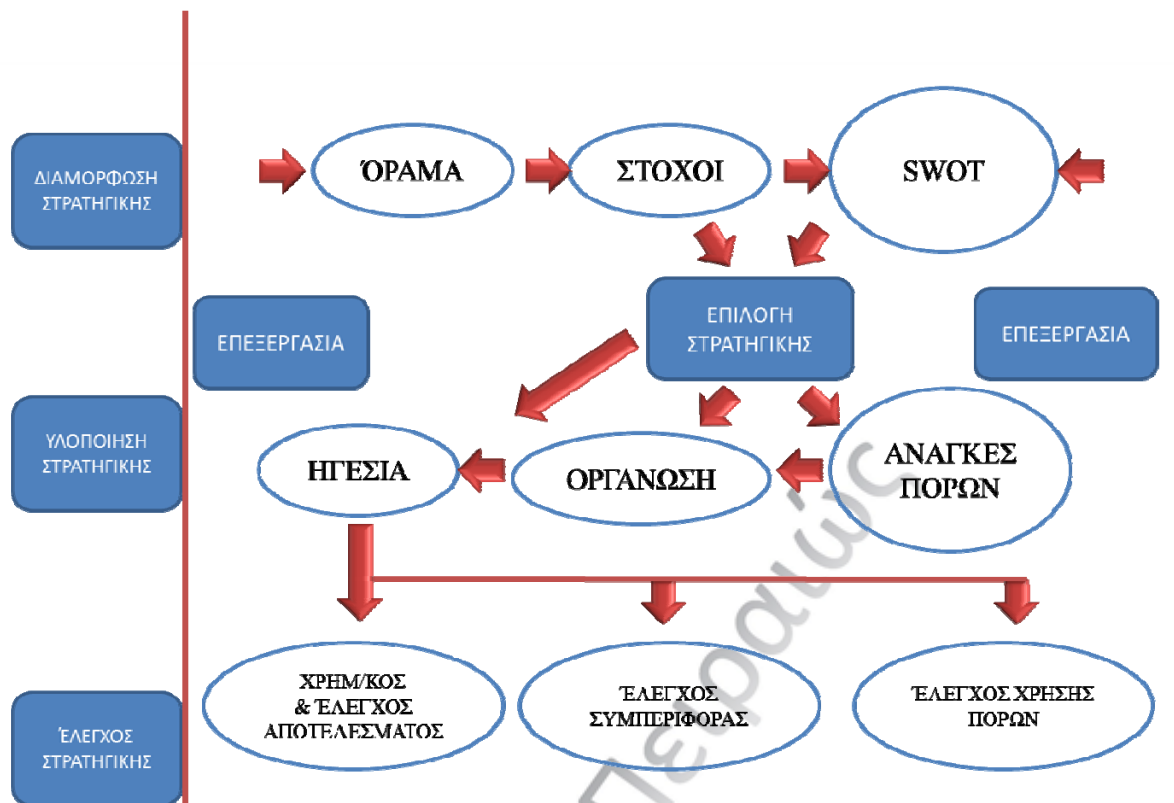 ΌΡΑΜΑ
ΣΤΟΧΟΙ
SWOT
ΔΙΑΜΟΡΦΩΣΗ
ΣΤΡΑΤΗΓΙΚΗΣ
ΕΠΕΞΕΡΓΑΣΙΑ
ΕΠΙΛΟΓΗ
ΣΤΡΑΤΗΓΙΚΗΣ
ΕΠΕΞΕΡΓΑΣΙΑ
ΥΛΟΠΟΙΗΣΗ
ΣΤΡΑΤΗΓΙΚΗΣ
ΗΓΕΣΙΑ
ΟΡΓΑΝΩΣΗ
ΑΝΑΓΚΕΣ
ΠΟΡΩΝ
ΧΡΗΜ/ΚΟΣ
& ΈΛΕΓΧΟΣ
ΑΠΟΤΕΛΕΣΜΑΤΟΣ
ΈΛΕΓΧΟΣ
ΣΥΜΠΕΡΙΦΟΡΑΣ
ΈΛΕΓΧΟΣ ΧΡΗΣΗΣ
ΠΟΡΩΝ
ΈΛΕΓΧΟΣ
ΣΤΡΑΤΗΓΙΚΗΣ
Πειραιώς